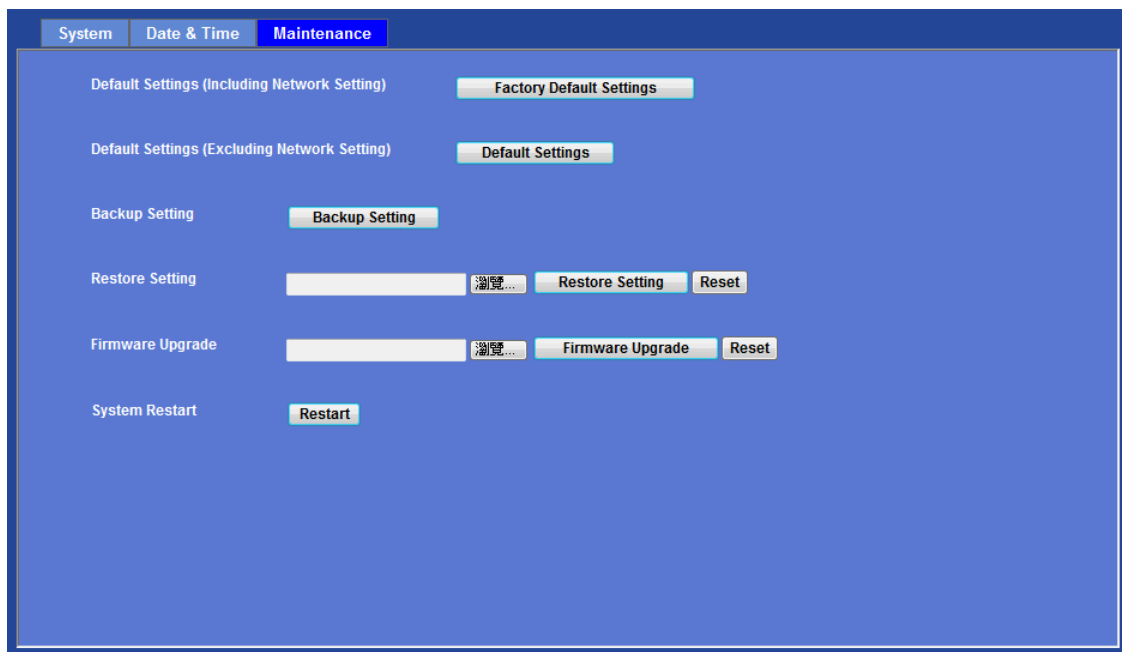 System Date & Time Maintenance
Default Settings (Including Network Setting) Factory Default Settings
Default Settings (Excluding Network Setting) Default Settings
Backup Setting Backup Setting
Restore Setting 瀏覽... Restore Setting Reset
Firmware Upgrade 瀏覽... Firmware Upgrade Reset
System Restart Restart